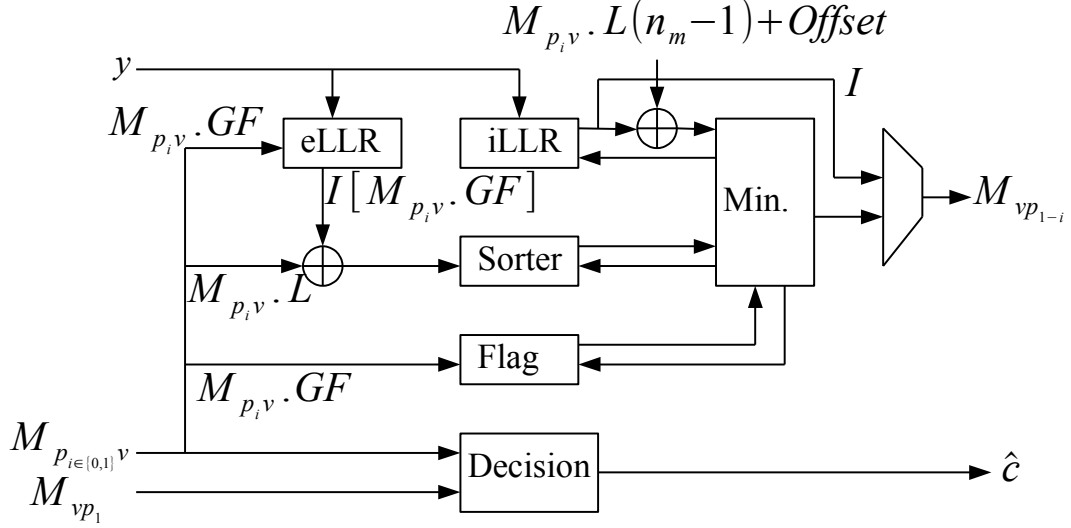 M_{p_i v}.L(n_m−1)+Offset
y
I
M_{p_i v}.GF
eLLR
iLLR
I[M_{p_i v}.GF]
Min.
M_{vp_{1−i}}
Sorter
M_{p_i v}.L
Flag
M_{p_i v}.GF
M_{p_{i∈{0,1}} v}
Decision
ĉ
M_{vp_1}